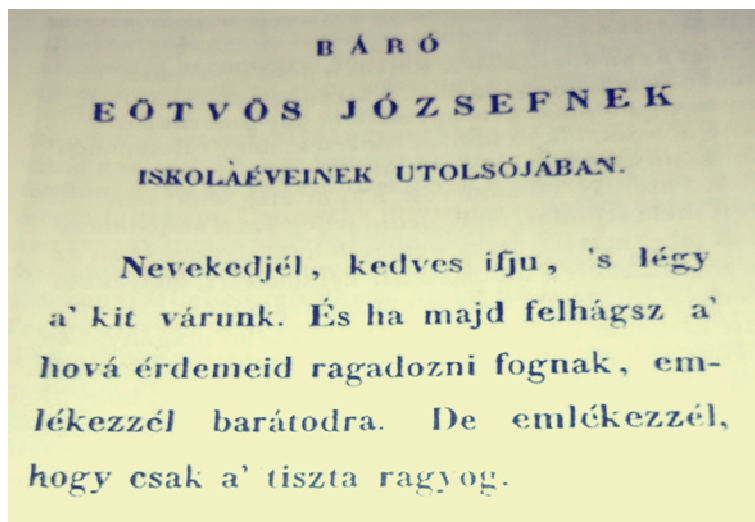 BÁRÓ
EÖTVÖS JÓZSEFNEK
ISKOLÀÉVEINEK UTOLSÓJÁBAN.
Nevekedjél, kedves ifju, 's légy
a' kit várunk. És ha majd felhágsz a'
hová érdemeid ragadozni fognak, em-
lékezzél barátodra. De emlékezzél,
hogy csak a' tiszta ragyog.